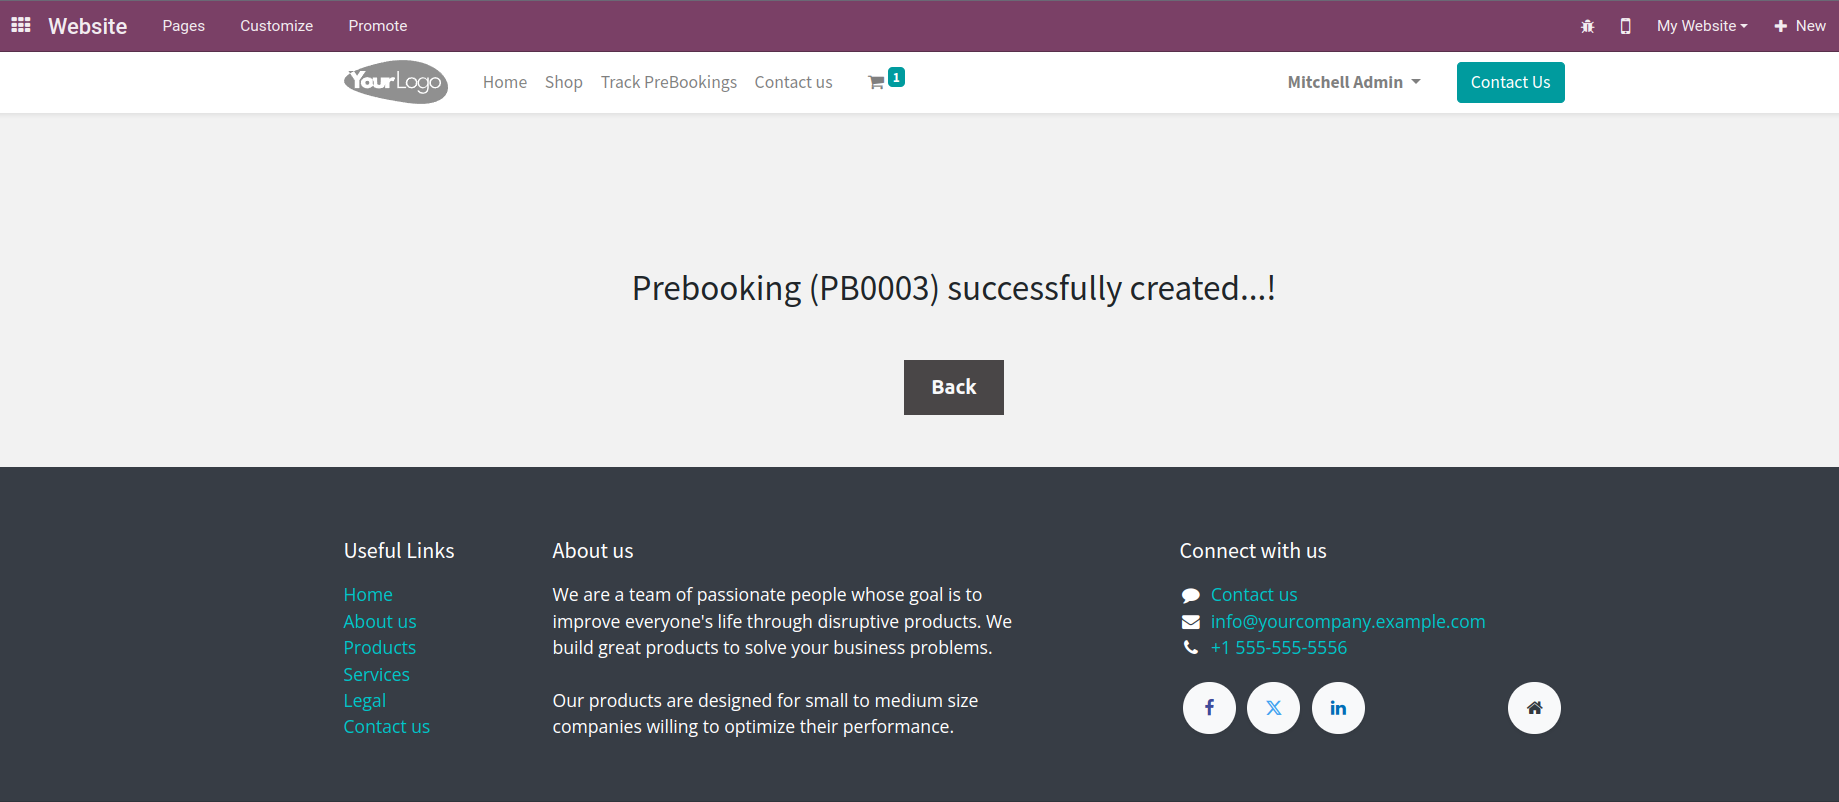 Website Pages Customize Promote My Website New
YourLogo Home Shop Track PreBookings Contact us 1 Mitchell Admin Contact Us
Prebooking (PB0003) successfully created...!
Back
Useful Links
Home
About us
Products
Services
Legal
Contact us
About us
We are a team of passionate people whose goal is to
improve everyone's life through disruptive products. We
build great products to solve your business problems.
Our products are designed for small to medium size
companies willing to optimize their performance.
Connect with us
Contact us
info@yourcompany.example.com
+1 555-555-5556